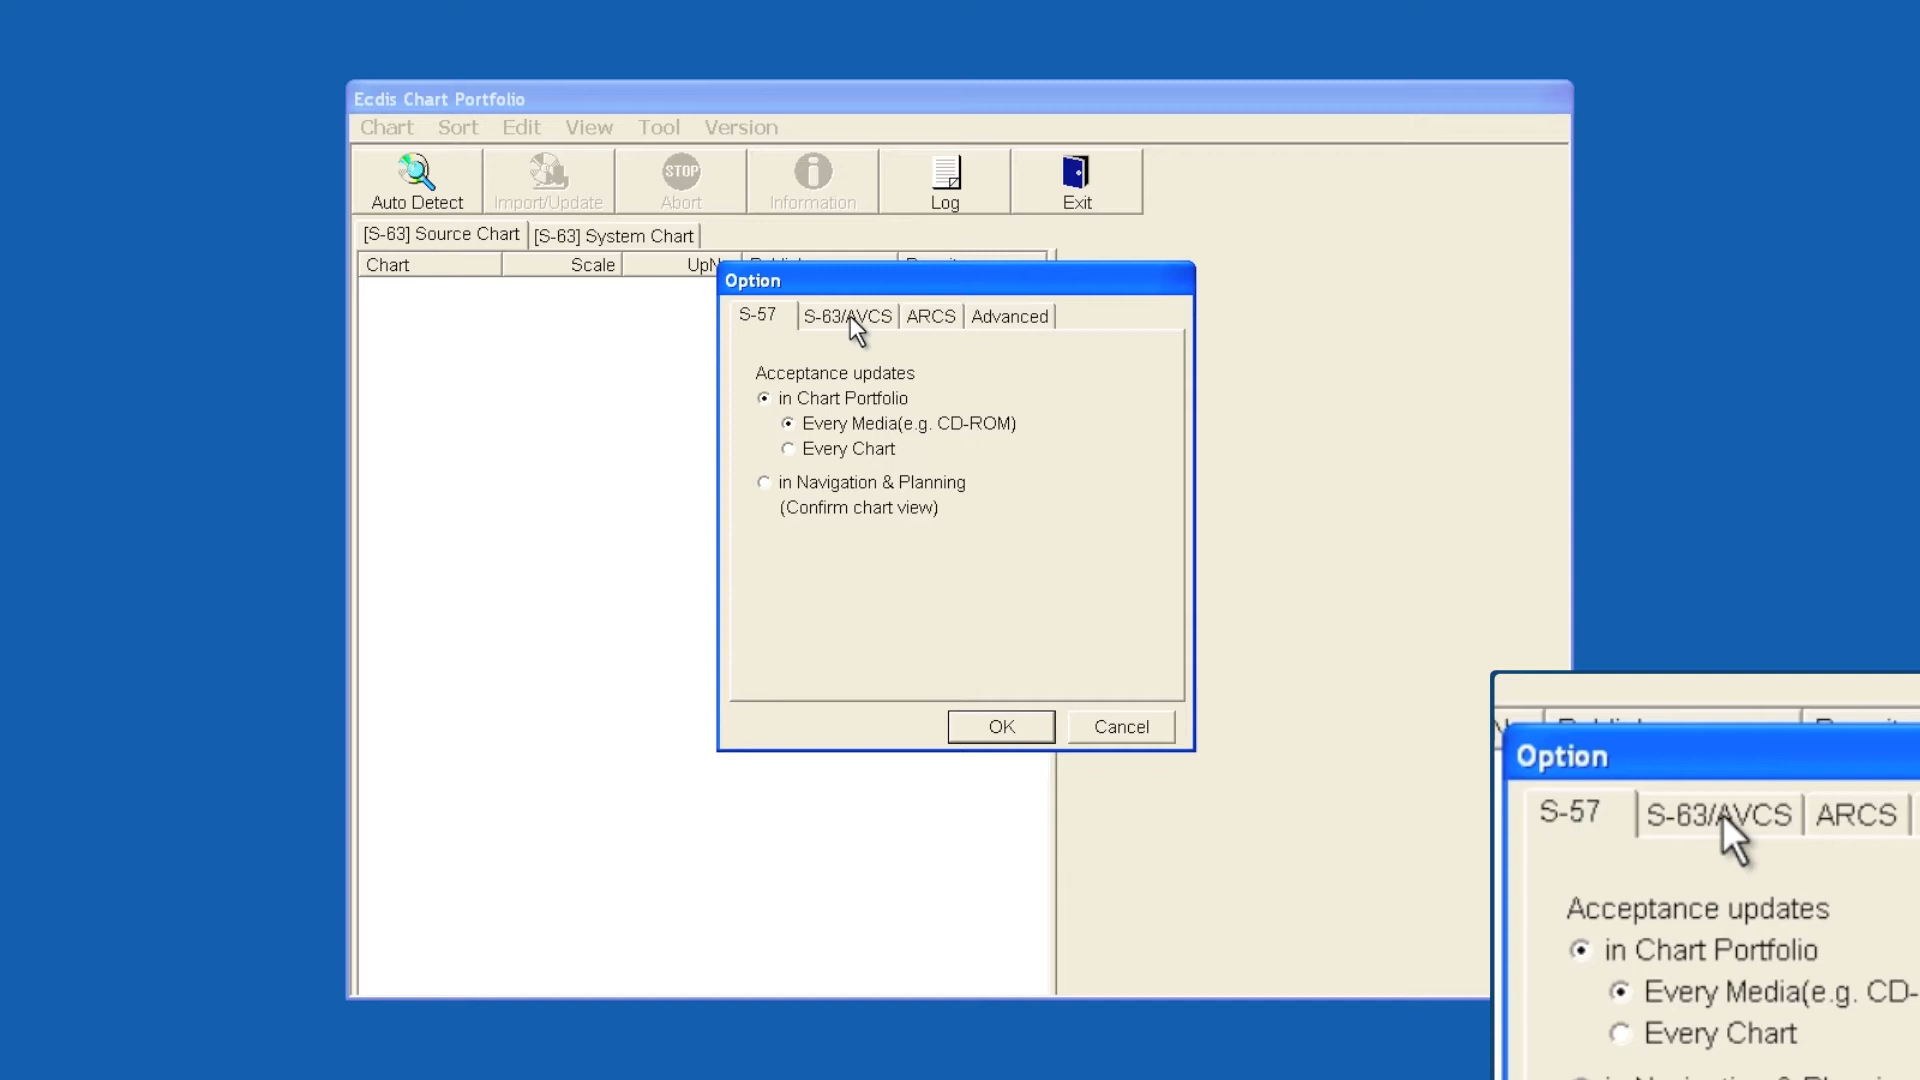 Ecdis Chart Portfolio
Chart Sort Edit View Tool Version
Auto Detect Import/Update STOP Abort Information Log Exit
[S-63] Source Chart [S-63] System Chart
Chart Scale
Option
S-57 S-63/AVCS ARCS Advanced
Acceptance updates
in Chart Portfolio
Every Media(e.g. CD-ROM)
Every Chart
in Navigation & Planning
(Confirm chart view)
OK Cancel
Option
S-57 S-63/AVCS ARCS
Acceptance updates
in Chart Portfolio
Every Media(e.g. CD-
Every Chart